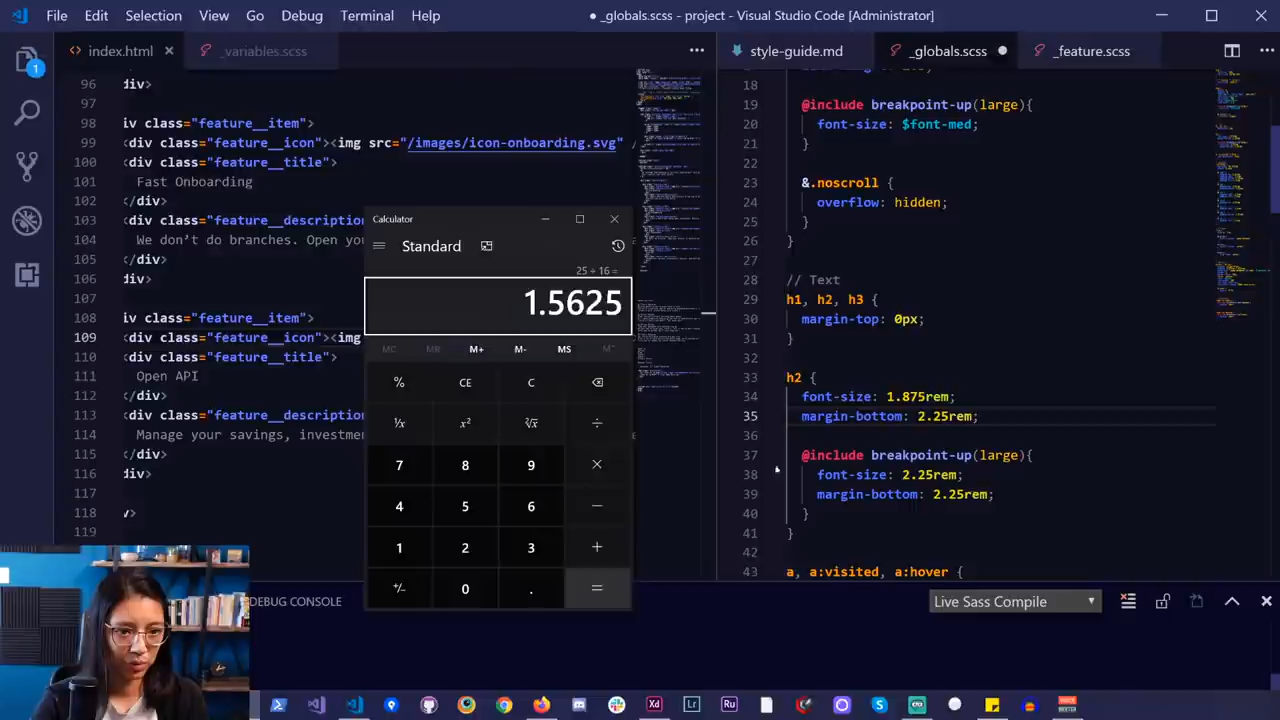 File Edit Selection View Go Debug Terminal Help
● _globals.scss - project - Visual Studio Code [Administrator]
1
<> index.html ×
_variables.scss
style-guide.md
_globals.scss ●
_feature.scss
96 div>
97
98 iv class="feature__item">
99 <div class="feature__icon"><img src="/images/icon-onboarding.svg"
100 <div class="feature__title">
101 Fast Onboarding
102 </div>
103 <div class="feature__description
104 We don't do branches. Open you
105 </div>
106 div>
107
108 iv class="feature__item">
109 <div class="feature__icon"><img
110 <div class="feature__title">
111 Open API
112 </div>
113 <div class="feature__description
114 Manage your savings, investmen
115 </div>
116 div>
117
118 v>
119
Calculator
Standard
25 ÷ 16 =
1.5625
MC MR M+ M- MS M˅
% CE C ⌫
¹/x x² ²√x ÷
7 8 9 ×
4 5 6 −
1 2 3 +
+/- 0 . =
18
19 @include breakpoint-up(large){
20 font-size: $font-med;
21 }
22
23 &.noscroll {
24 overflow: hidden;
25 }
26 }
27
28 // Text
29 h1, h2, h3 {
30 margin-top: 0px;
31 }
32
33 h2 {
34 font-size: 1.875rem;
35 margin-bottom: 2.25rem;
36
37 @include breakpoint-up(large){
38 font-size: 2.25rem;
39 margin-bottom: 2.25rem;
40 }
41 }
42
43 a, a:visited, a:hover {
DEBUG CONSOLE
Live Sass Compile
Xd Lr Ru